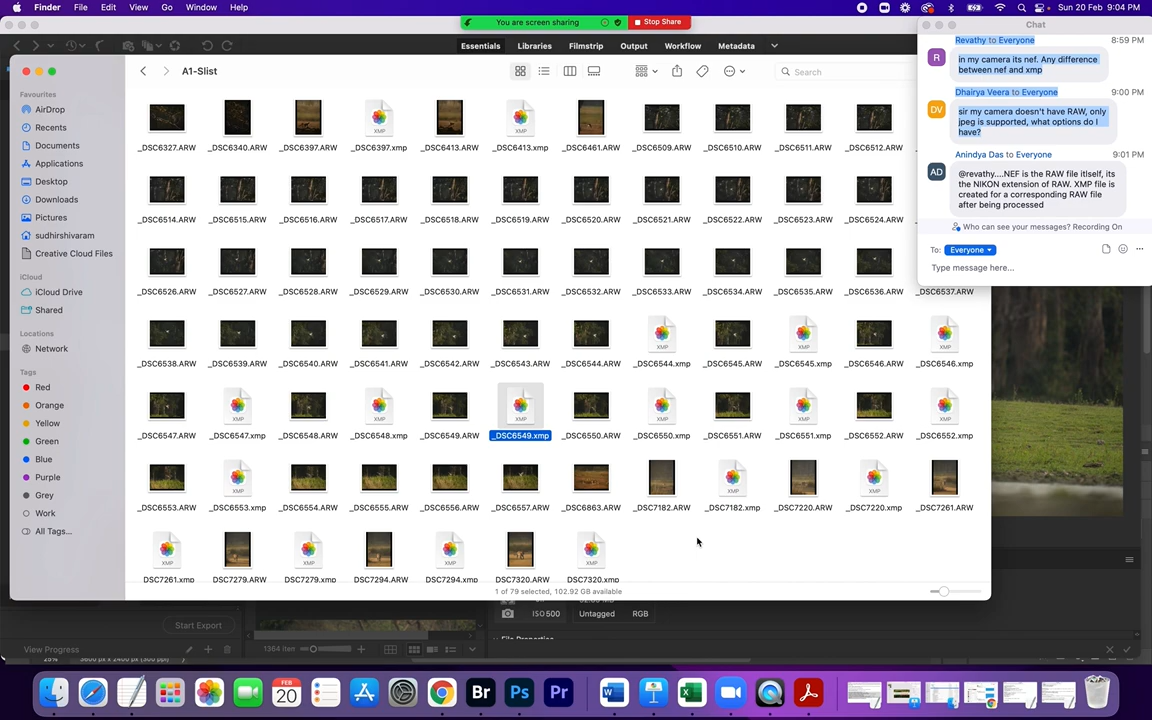 Finder File Edit View Go Window Help
Sun 20 Feb 9:04 PM
You are screen sharing
Stop Share
Essentials Libraries Filmstrip Output Workflow Metadata
A1-Slist
Search
Favourites
AirDrop
Recents
Documents
Applications
Desktop
Downloads
Pictures
sudhirshivaram
Creative Cloud Files
iCloud
iCloud Drive
Shared
Locations
Network
Tags
Red
Orange
Yellow
Green
Blue
Purple
Grey
Work
All Tags...
_DSC6327.ARW _DSC6340.ARW _DSC6397.ARW _DSC6397.xmp _DSC6413.ARW _DSC6413.xmp _DSC6461.ARW _DSC6509.ARW _DSC6510.ARW _DSC6511.ARW _DSC6512.ARW
_DSC6514.ARW _DSC6515.ARW _DSC6516.ARW _DSC6517.ARW _DSC6518.ARW _DSC6519.ARW _DSC6520.ARW _DSC6521.ARW _DSC6522.ARW _DSC6523.ARW _DSC6524.ARW
_DSC6526.ARW _DSC6527.ARW _DSC6528.ARW _DSC6529.ARW _DSC6530.ARW _DSC6531.ARW _DSC6532.ARW _DSC6533.ARW _DSC6534.ARW _DSC6535.ARW _DSC6536.ARW _DSC6537.ARW
_DSC6538.ARW _DSC6539.ARW _DSC6540.ARW _DSC6541.ARW _DSC6542.ARW _DSC6543.ARW _DSC6544.ARW _DSC6544.xmp _DSC6545.ARW _DSC6545.xmp _DSC6546.ARW _DSC6546.xmp
_DSC6547.ARW _DSC6547.xmp _DSC6548.ARW _DSC6548.xmp _DSC6549.ARW _DSC6549.xmp _DSC6550.ARW _DSC6550.xmp _DSC6551.ARW _DSC6551.xmp _DSC6552.ARW _DSC6552.xmp
_DSC6553.ARW _DSC6553.xmp _DSC6554.ARW _DSC6555.ARW _DSC6556.ARW _DSC6557.ARW _DSC6863.ARW _DSC7182.ARW _DSC7182.xmp _DSC7220.ARW _DSC7220.xmp _DSC7261.ARW
DSC7261.xmp DSC7279.ARW DSC7279.xmp DSC7294.ARW DSC7294.xmp DSC7320.ARW DSC7320.xmp
1 of 79 selected, 102.92 GB available
Chat
Revathy to Everyone 8:59 PM
R
in my camera its nef. Any difference
between nef and xmp
Dhairya Veera to Everyone 9:00 PM
DV
sir my camera doesn't have RAW, only
jpeg is supported, what options do I
have?
Anindya Das to Everyone 9:01 PM
AD
@revathy....NEF is the RAW file itlself, its
the NIKON extension of RAW. XMP file is
created for a corresponding RAW file
after being processed
Who can see your messages? Recording On
To: Everyone
Type message here...
Start Export
View Progress
1364 item
ISO500 Untagged RGB
File Properties
FEB
20
Br Ps Pr